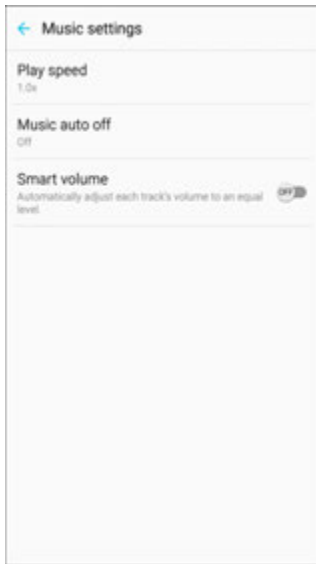 Music settings
Play speed
1.0x
Music auto off
Off
Smart volume
Automatically adjust each track's volume to an equal
level.
OFF